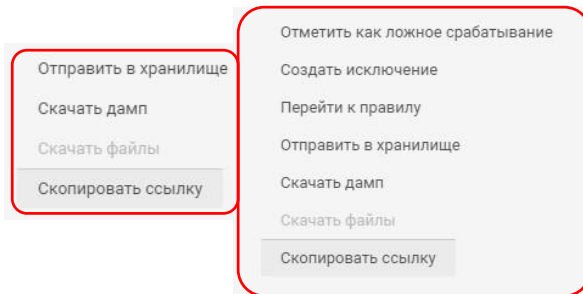 Отправить в хранилище
Скачать дамп
Скачать файлы
Скопировать ссылку
Отметить как ложное срабатывание
Создать исключение
Перейти к правилу
Отправить в хранилище
Скачать дамп
Скачать файлы
Скопировать ссылку